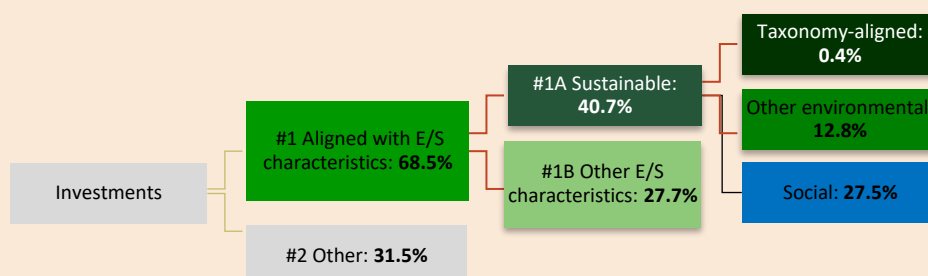 Investments
#1 Aligned with E/S
characteristics: 68.5%
#2 Other: 31.5%
#1A Sustainable:
40.7%
#1B Other E/S
characteristics: 27.7%
Taxonomy-aligned:
0.4%
Other environmental
12.8%
Social: 27.5%